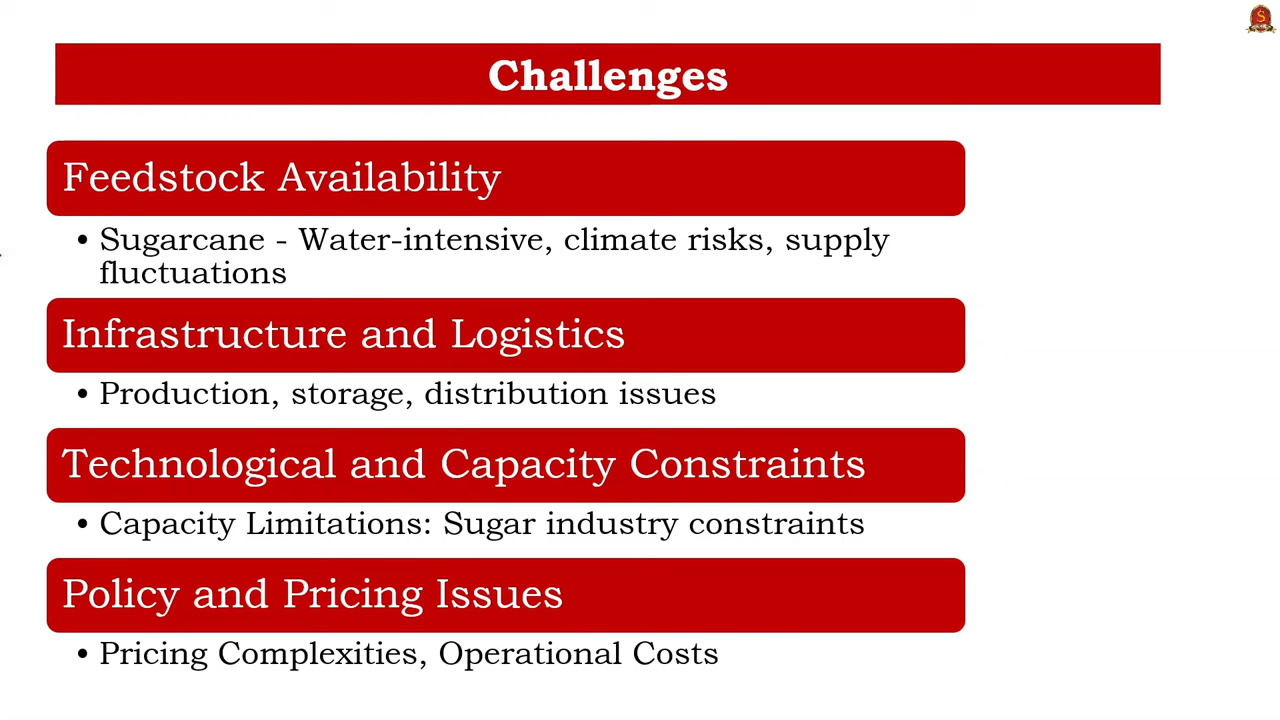 Challenges
Feedstock Availability
• Sugarcane - Water-intensive, climate risks, supply
fluctuations
Infrastructure and Logistics
• Production, storage, distribution issues
Technological and Capacity Constraints
• Capacity Limitations: Sugar industry constraints
Policy and Pricing Issues
• Pricing Complexities, Operational Costs